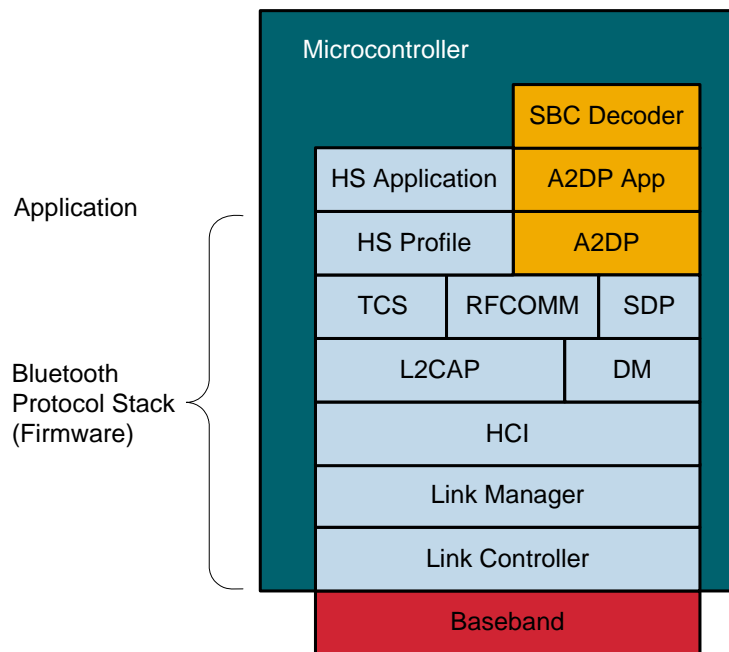 Microcontroller
SBC Decoder
HS Application
A2DP App
Application
HS Profile
A2DP
TCS
RFCOMM
SDP
L2CAP
DM
Bluetooth
Protocol Stack
(Firmware)
HCI
Link Manager
Link Controller
Baseband